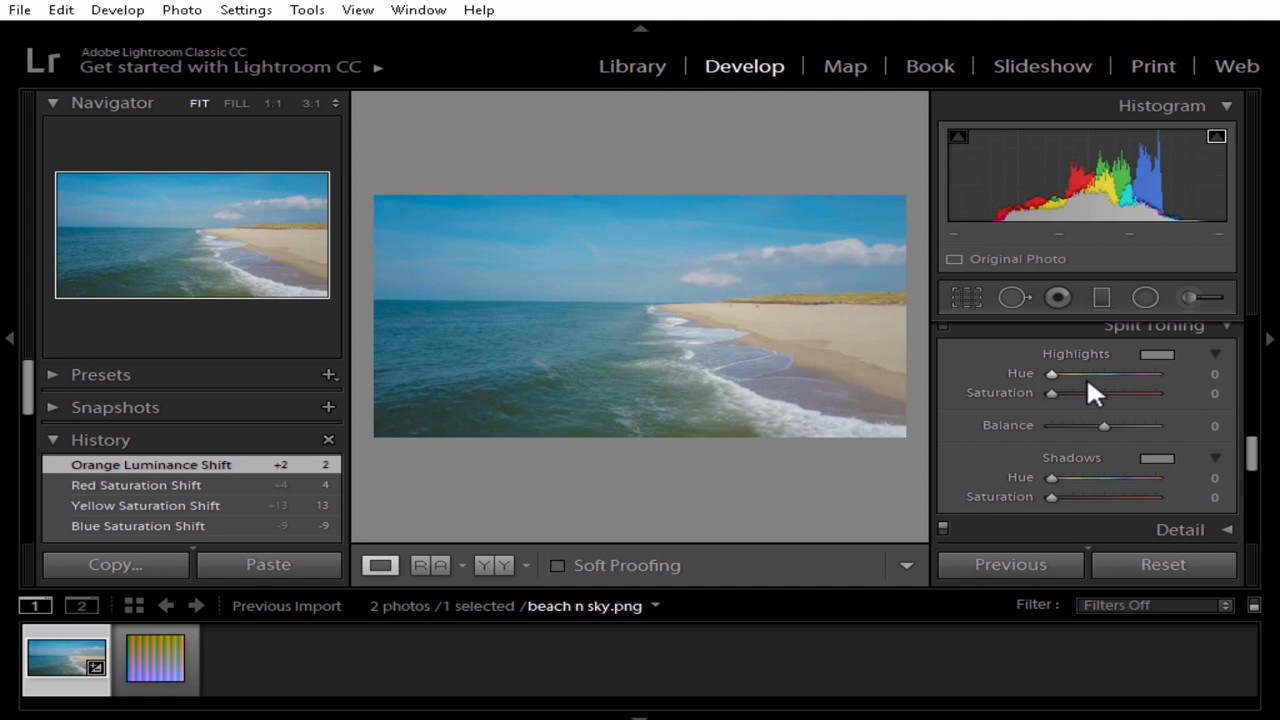 File Edit Develop Photo Settings Tools View Window Help
Lr
Adobe Lightroom Classic CC
Get started with Lightroom CC ▶
Library | Develop | Map | Book | Slideshow | Print | Web
Navigator FIT FILL 1:1 3:1
Presets +
Snapshots +
History ×
Orange Luminance Shift +2 2
Red Saturation Shift +4 4
Yellow Saturation Shift +13 13
Blue Saturation Shift -9 -9
Copy... Paste
RA YY Soft Proofing
Histogram
Original Photo
Split Toning
Highlights
Hue 0
Saturation 0
Balance 0
Shadows
Hue 0
Saturation 0
Detail
Previous Reset
1 2 Previous Import 2 photos /1 selected /beach n sky.png Filter : Filters Off